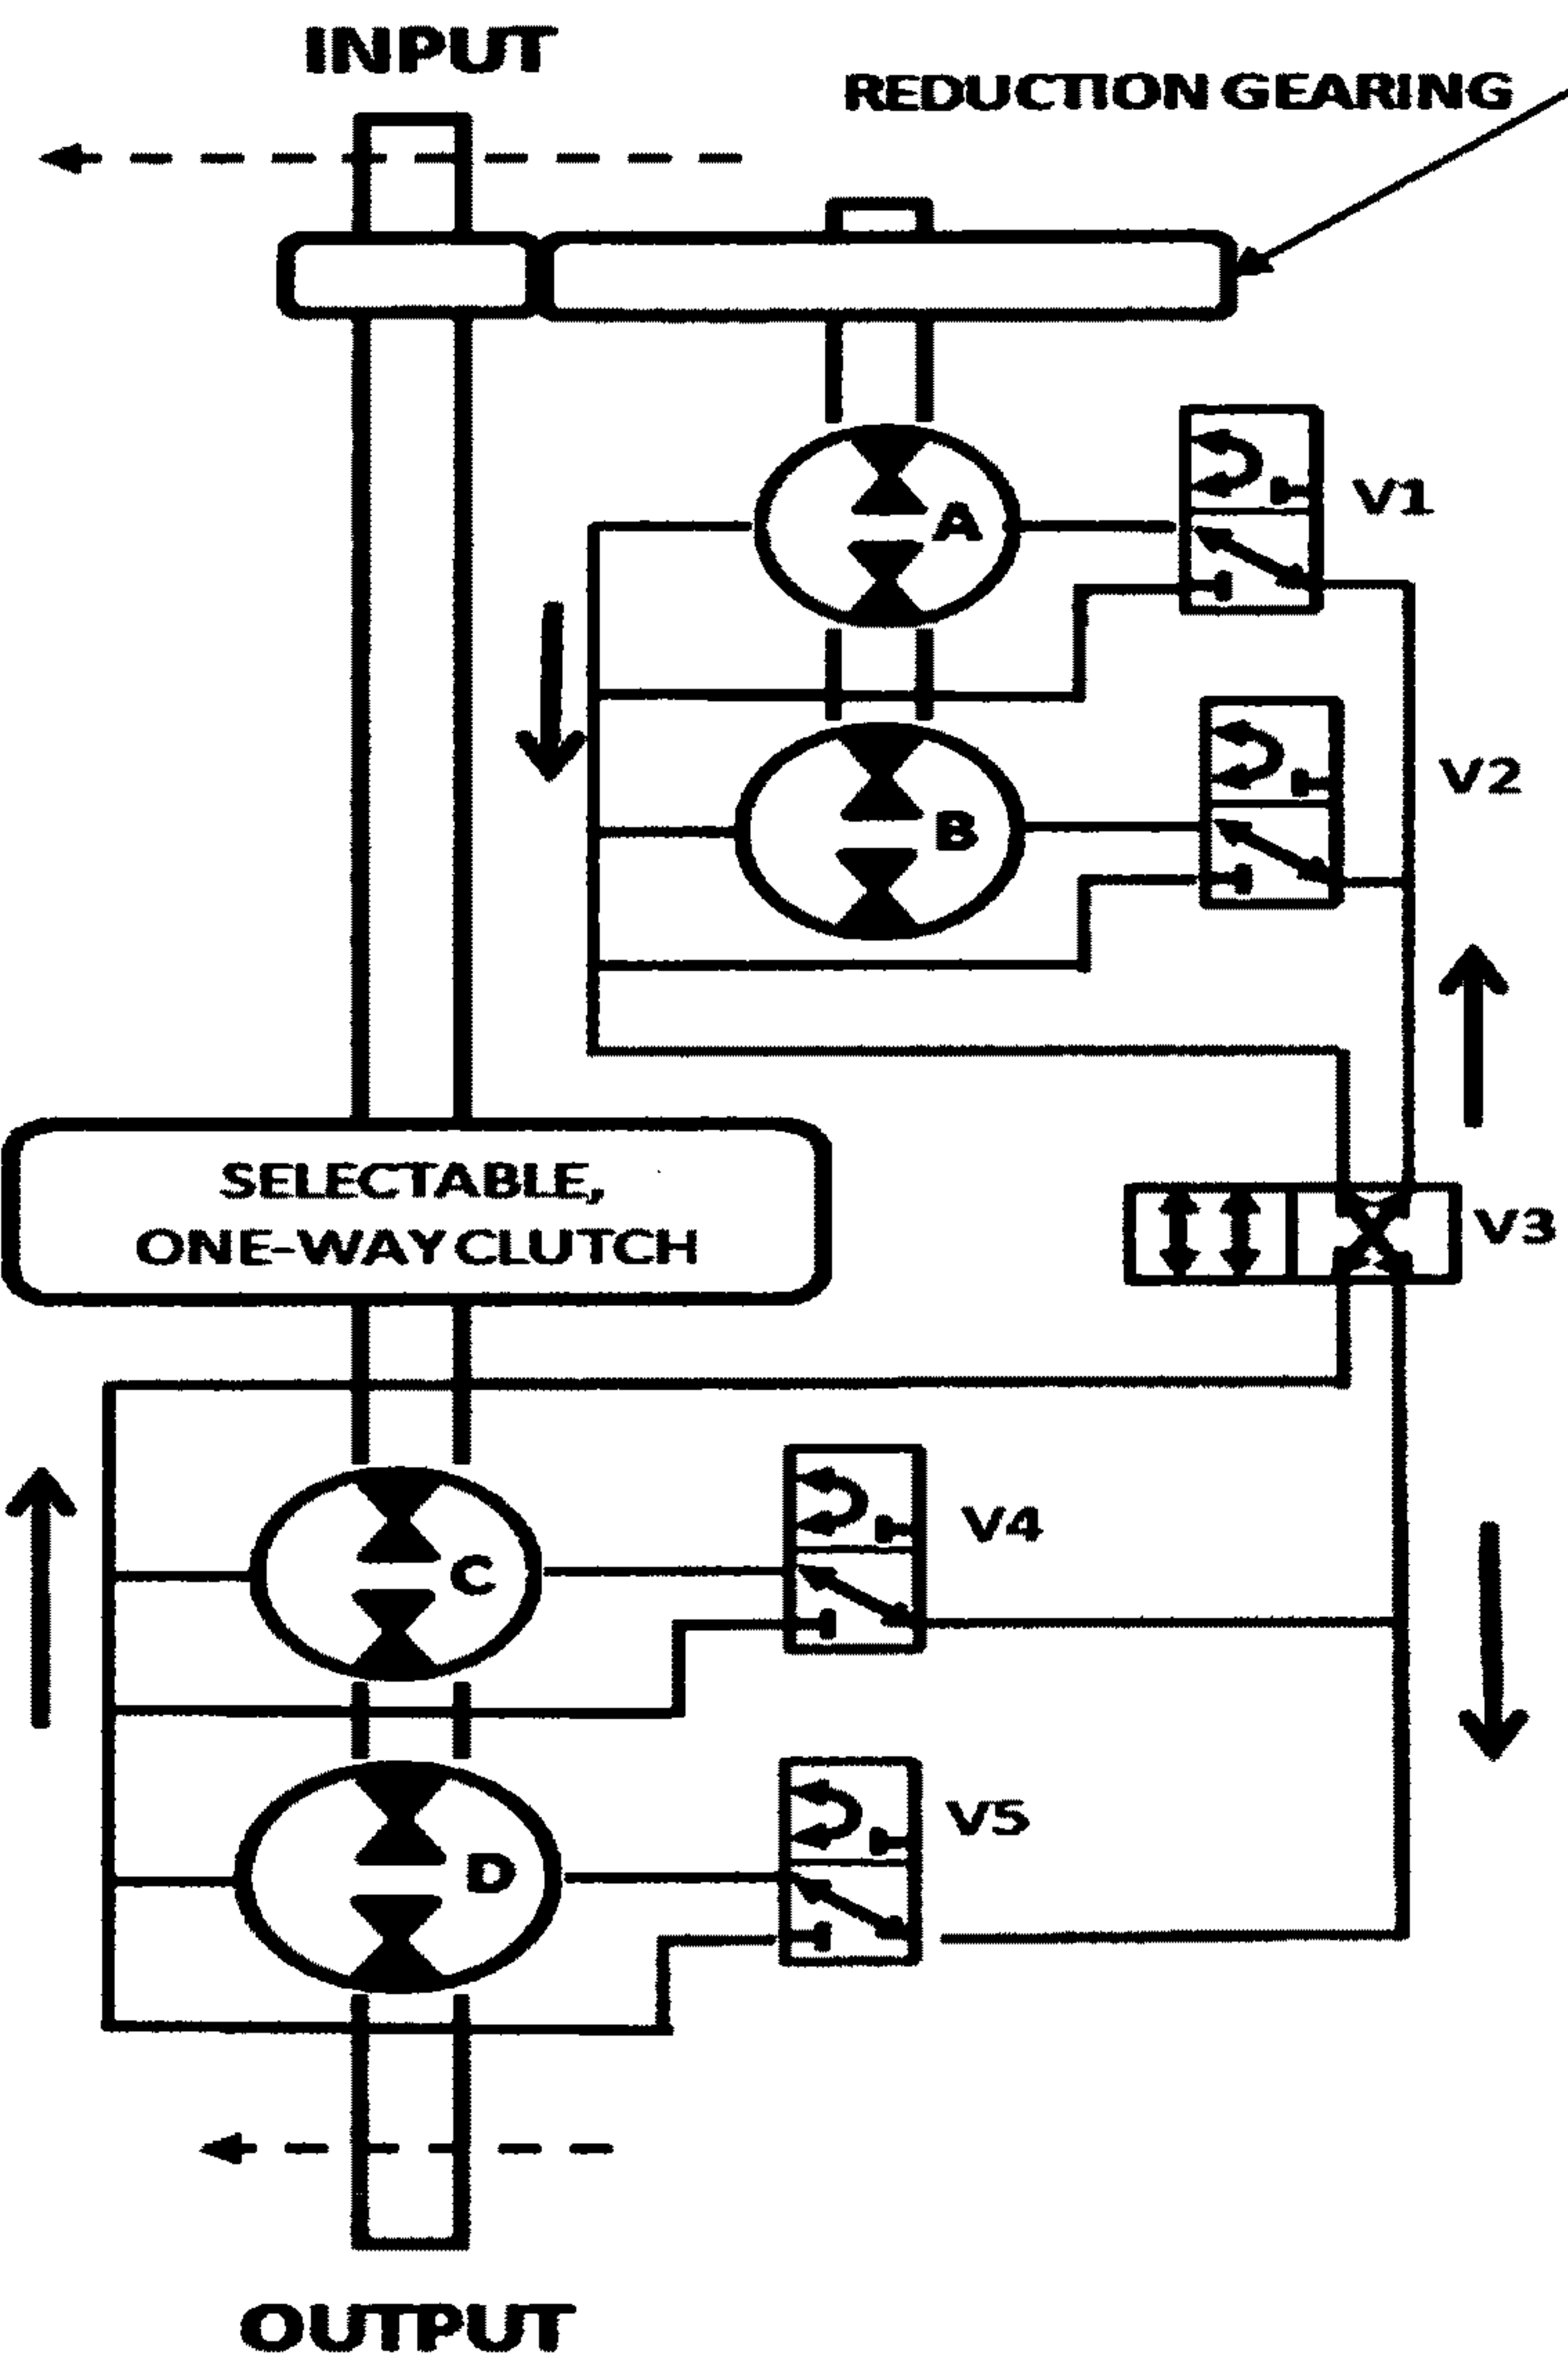 INPUT
REDUCTION GEARING
A
V1
B
V2
SELECTABLE,
ONE-WAY CLUTCH
V3
C
V4
D
V5
OUTPUT